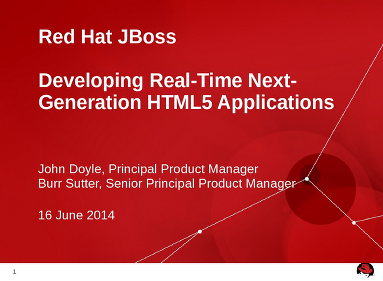 Red Hat JBoss
Developing Real-Time Next-
Generation HTML5 Applications
John Doyle, Principal Product Manager
Burr Sutter, Senior Principal Product Manager
16 June 2014
1